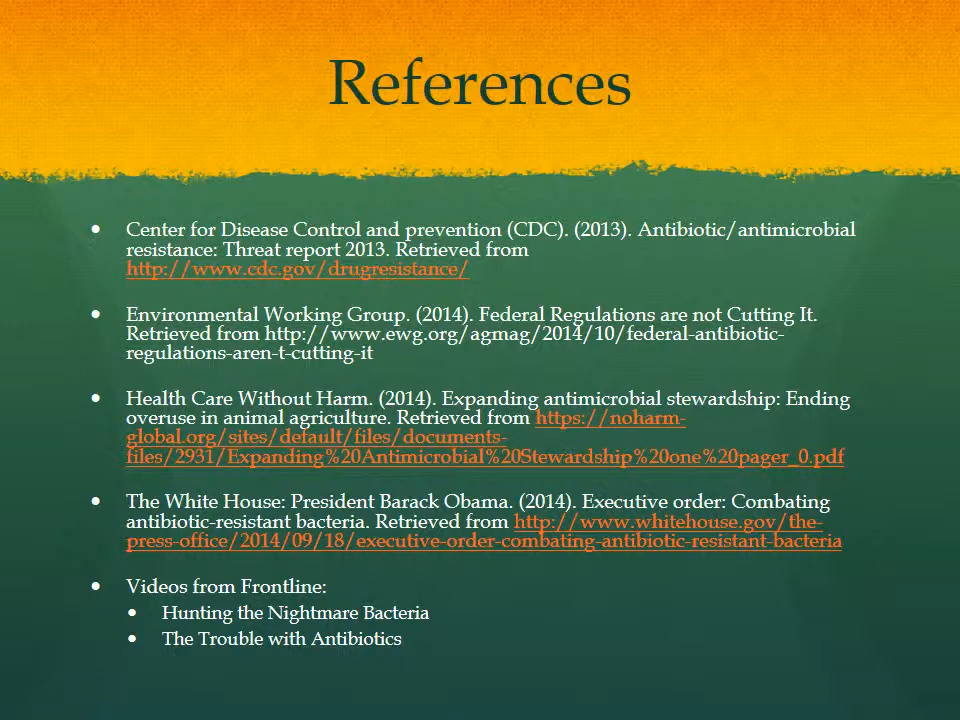 References
• Center for Disease Control and prevention (CDC). (2013). Antibiotic/antimicrobial
resistance: Threat report 2013. Retrieved from
http://www.cdc.gov/drugresistance/
• Environmental Working Group. (2014). Federal Regulations are not Cutting It.
Retrieved from http://www.ewg.org/agmag/2014/10/federal-antibiotic-
regulations-aren-t-cutting-it
• Health Care Without Harm. (2014). Expanding antimicrobial stewardship: Ending
overuse in animal agriculture. Retrieved from https://noharm-
global.org/sites/default/files/documents-
files/2931/Expanding%20Antimicrobial%20Stewardship%20one%20pager_0.pdf
• The White House: President Barack Obama. (2014). Executive order: Combating
antibiotic-resistant bacteria. Retrieved from http://www.whitehouse.gov/the-
press-office/2014/09/18/executive-order-combating-antibiotic-resistant-bacteria
• Videos from Frontline:
• Hunting the Nightmare Bacteria
• The Trouble with Antibiotics